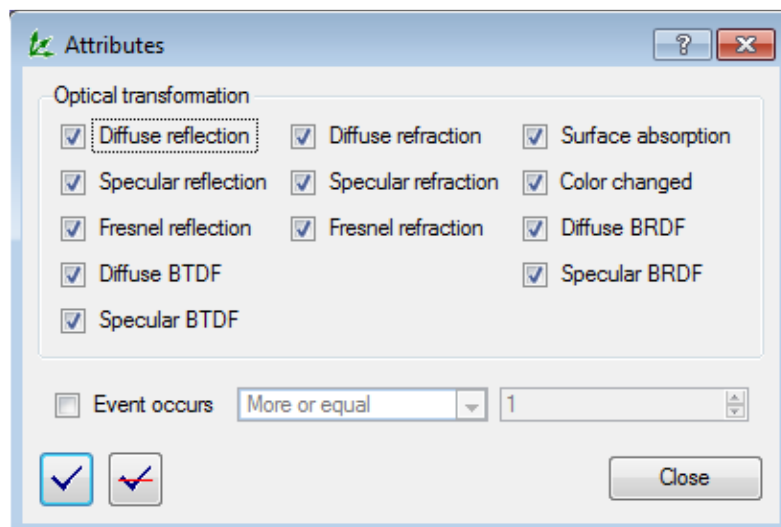 Attributes
Optical transformation
Diffuse reflection Diffuse refraction Surface absorption
Specular reflection Specular refraction Color changed
Fresnel reflection Fresnel refraction Diffuse BRDF
Diffuse BTDF Specular BRDF
Specular BTDF
Event occurs More or equal 1
Close